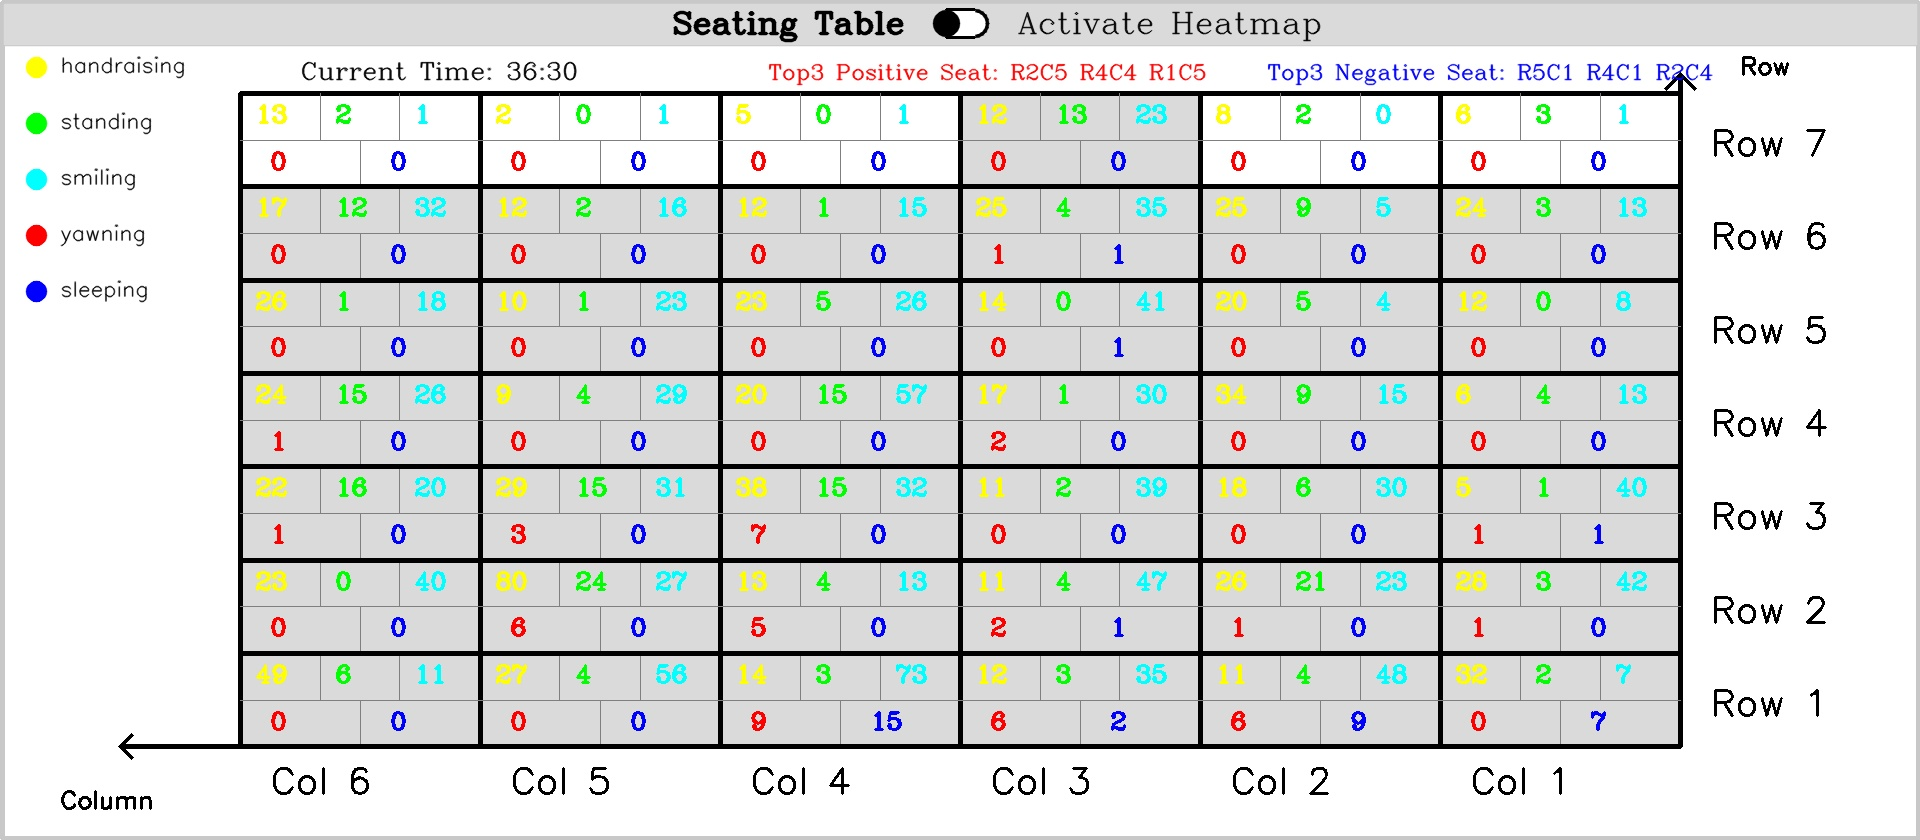 Seating Table Activate Heatmap
handraising
standing
smiling
yawning
sleeping
Current Time: 36:30 Top3 Positive Seat: R2C5 R4C4 R1C5 Top3 Negative Seat: R5C1 R4C1 R2C4 Row
13 2 1 2 0 1 5 0 1 12 13 23 8 2 0 6 3 1
0 0 0 0 0 0 0 0 0 0 0 0
Row 7
17 12 32 12 2 16 12 1 15 25 4 35 25 9 5 24 3 13
0 0 0 0 0 0 1 1 0 0 0 0
Row 6
26 1 18 10 1 23 23 5 26 14 0 41 20 5 4 12 0 8
0 0 0 0 0 0 0 1 0 0 0 0
Row 5
24 15 26 9 4 29 20 15 57 17 1 30 34 9 15 6 4 13
1 0 0 0 0 0 2 0 0 0 0 0
Row 4
22 16 20 29 15 31 38 15 32 11 2 39 18 6 30 5 1 40
1 0 3 0 7 0 0 0 0 0 1 1
Row 3
23 0 40 80 24 27 13 4 13 11 4 47 26 21 23 28 3 42
0 0 6 0 5 0 2 1 1 0 1 0
Row 2
49 6 11 27 4 56 14 3 73 12 3 35 11 4 48 32 2 7
0 0 0 0 9 15 6 2 6 9 0 7
Row 1
Col 6 Col 5 Col 4 Col 3 Col 2 Col 1
Column